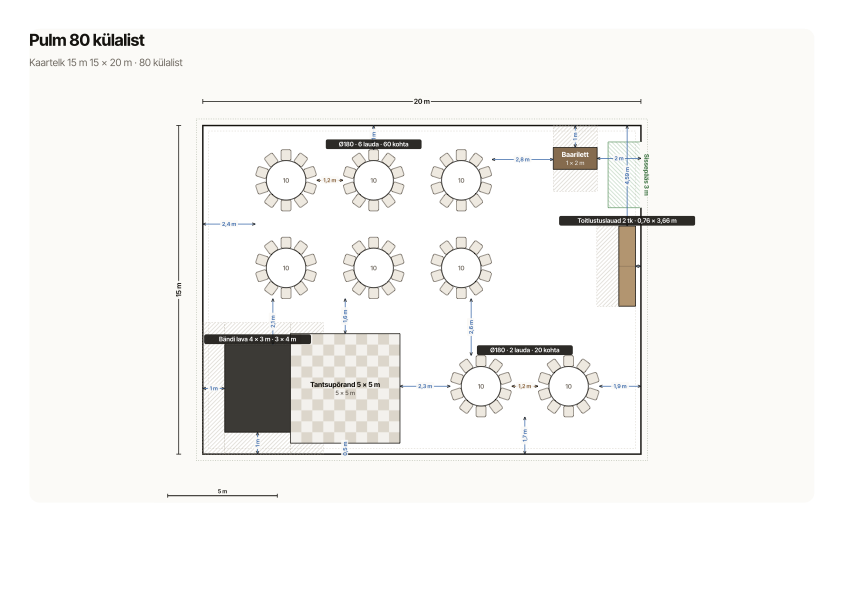 Pulm 80 külalist
Kaartelk 15 m 15 × 20 m · 80 külalist
20 m
15 m
1 m
Ø180 · 6 lauda · 60 kohta
10
1,2 m
10
10
2,8 m
Baarilett
1 × 2 m
2 m
4,59 m
Sissepääs 3 m
Toitlustuslauad 2 tk · 0,76 × 3,66 m
2,4 m
10
10
10
2,1 m
1,6 m
2,6 m
Bändi lava 4 × 3 m · 3 × 4 m
1 m
1 m
Tantsupõrand 5 × 5 m
5 × 5 m
0,5 m
2,3 m
Ø180 · 2 lauda · 20 kohta
10
1,2 m
10
1,9 m
1,7 m
5 m